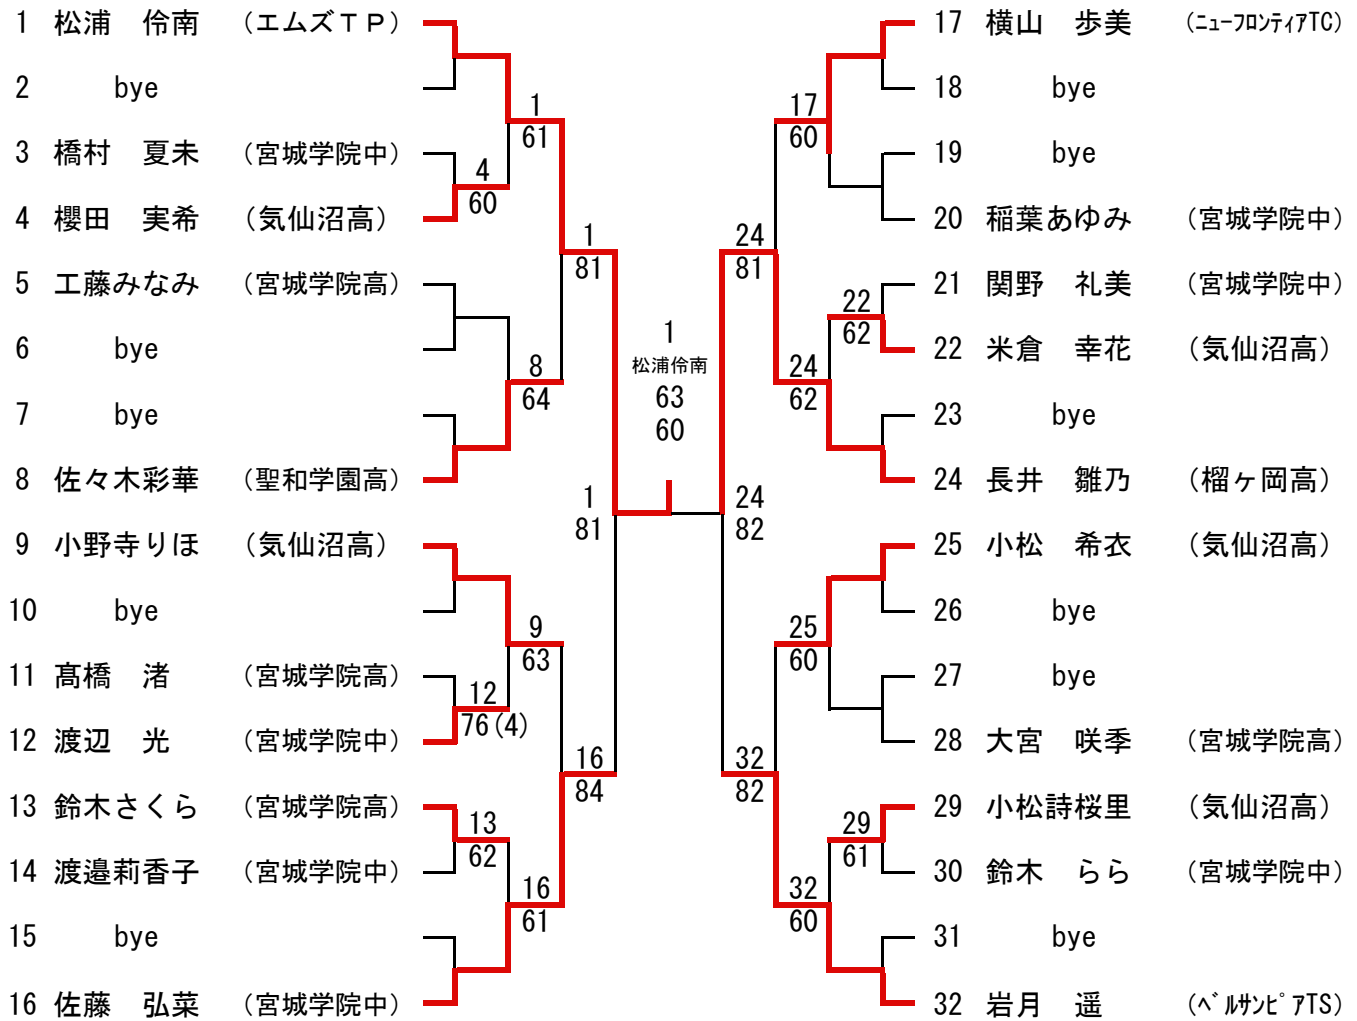 1 松浦　伶南 （エムズＴＰ）
2 bye
3 橋村　夏未 （宮城学院中）
4 櫻田　実希 （気仙沼高）
5 工藤みなみ （宮城学院高）
6 bye
7 bye
8 佐々木彩華 （聖和学園高）
9 小野寺りほ （気仙沼高）
10 bye
11 髙橋　渚 （宮城学院高）
12 渡辺　光 （宮城学院中）
13 鈴木さくら （宮城学院高）
14 渡邉莉香子 （宮城学院中）
15 bye
16 佐藤　弘菜 （宮城学院中）
4
60
12
76(4)
13
62
1
61
8
64
9
63
16
61
1
81
16
84
1
81
1
松浦伶南
63
60
24
82
24
81
32
82
17
60
24
62
25
60
32
60
22
62
29
61
17 横山　歩美 （ﾆｭｰﾌﾛﾝﾃｨｱTC）
18 bye
19 bye
20 稲葉あゆみ （宮城学院中）
21 関野　礼美 （宮城学院中）
22 米倉　幸花 （気仙沼高）
23 bye
24 長井　雛乃 （榴ヶ岡高）
25 小松　希衣 （気仙沼高）
26 bye
27 bye
28 大宮　咲季 （宮城学院高）
29 小松詩桜里 （気仙沼高）
30 鈴木　らら （宮城学院中）
31 bye
32 岩月　遥 （ﾍﾞﾙｻﾝﾋﾟｱTS）